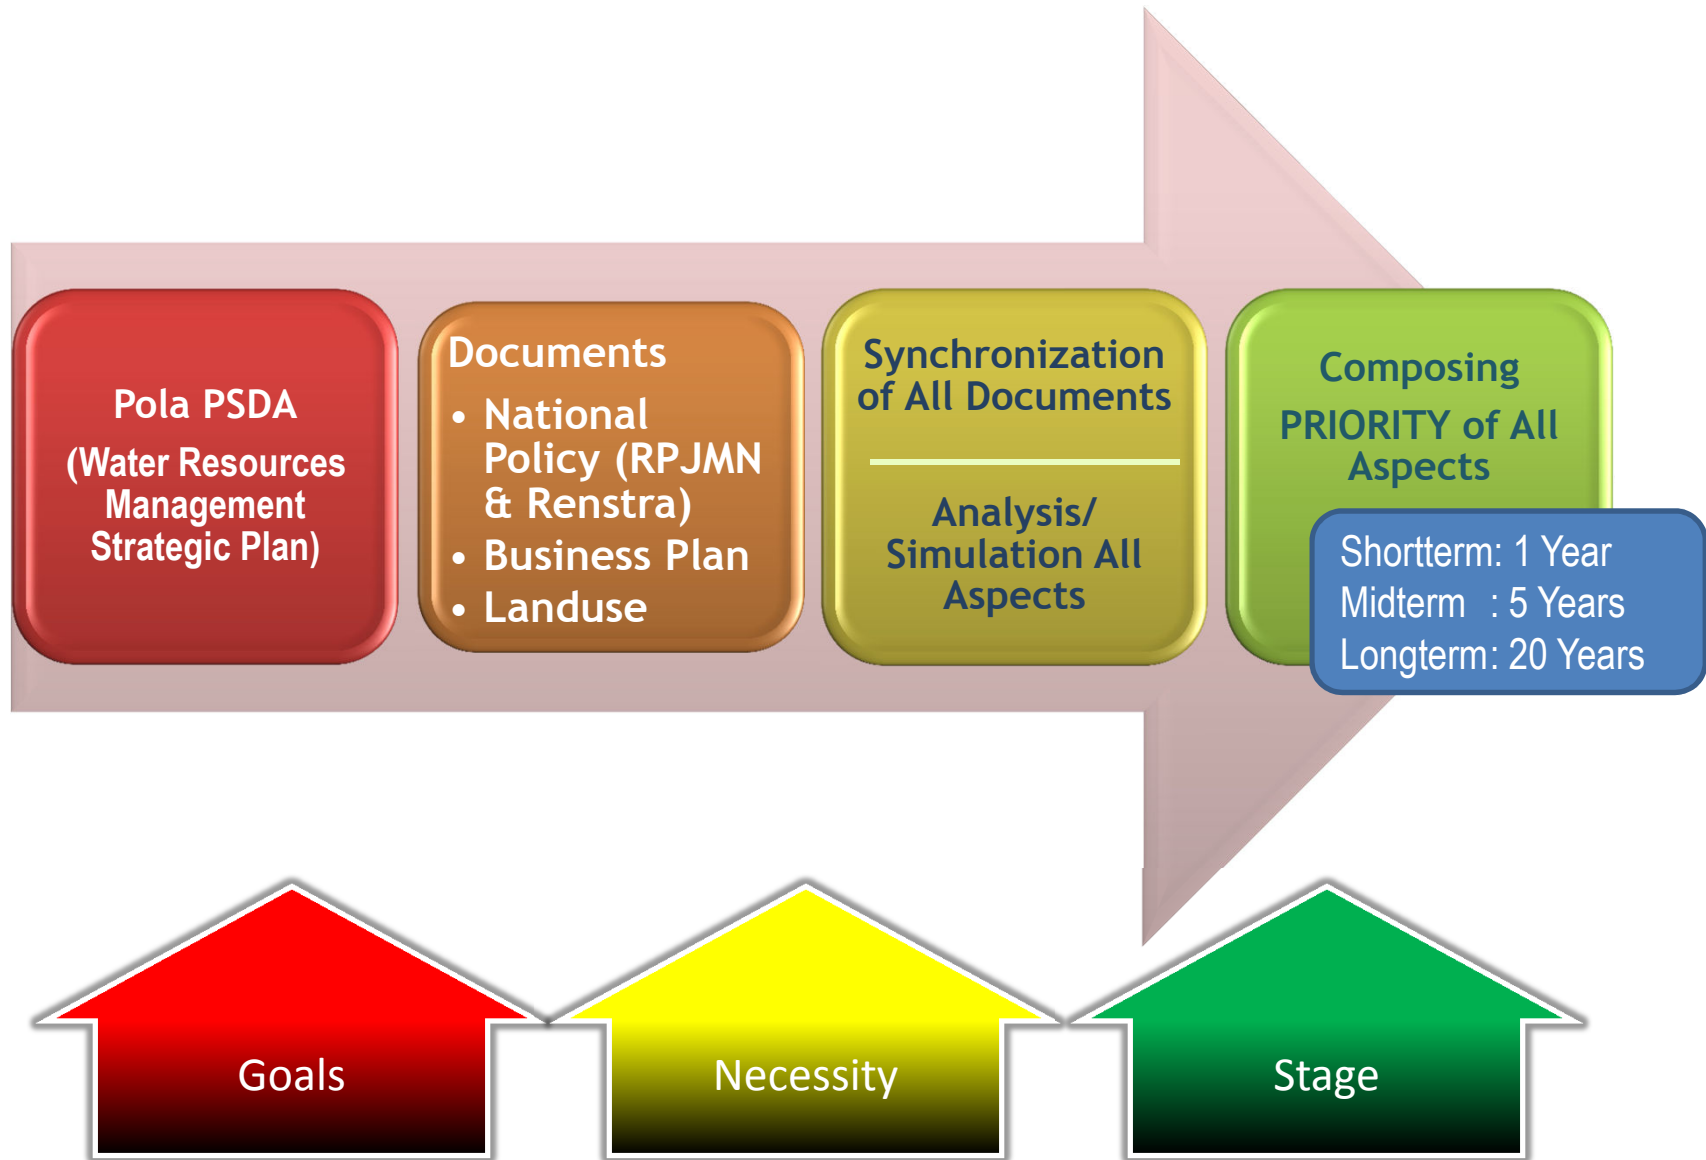 Pola PSDA
(Water Resources
Management
Strategic Plan)
Documents
• National
Policy (RPJMN
& Renstra)
• Business Plan
• Landuse
Synchronization
of All Documents
Analysis/
Simulation All
Aspects
Composing
PRIORITY of All
Aspects
Shortterm: 1 Year
Midterm : 5 Years
Longterm: 20 Years
Goals
Necessity
Stage